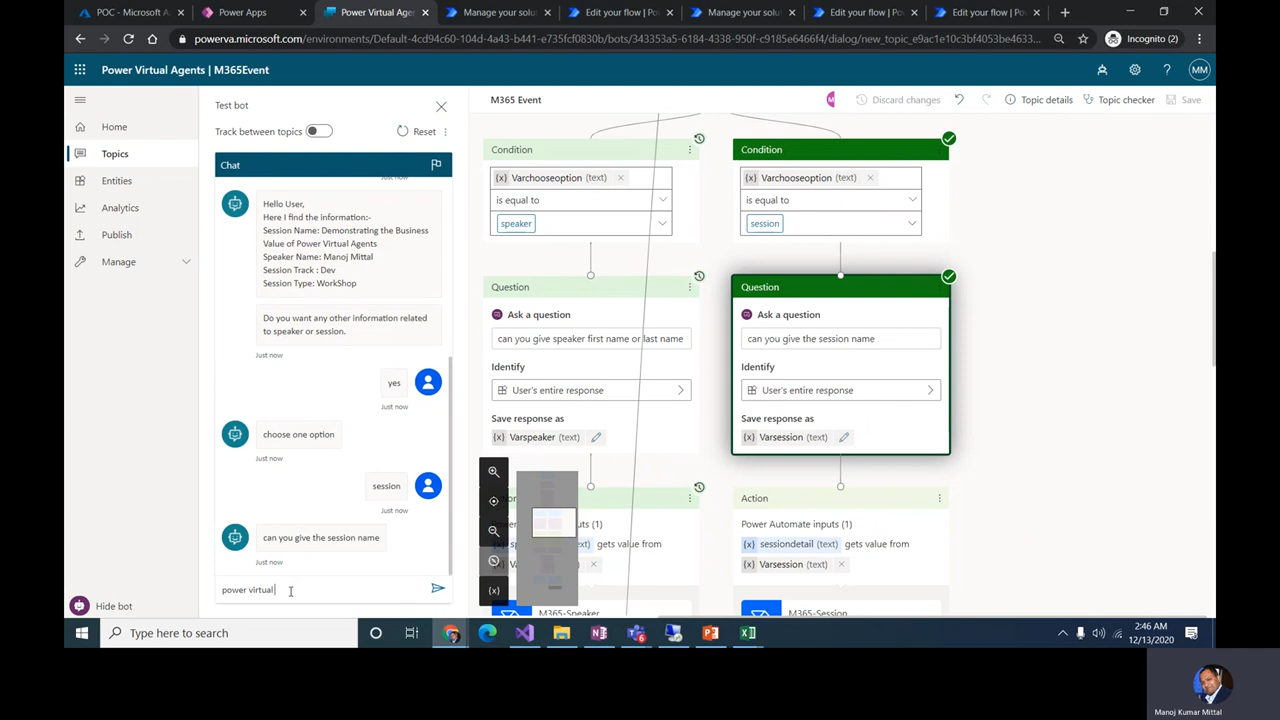 POC - Microsoft A
Power Apps
Power Virtual Age
Manage your solu
Edit your flow | P
Manage your solu
Edit your flow | P
Edit your flow | P
powerva.microsoft.com/environments/Default-4cd94c60-104d-4a43-b441-e735fcf0830b/bots/343353a5-6184-4338-950f-c9185e6466f4/dialog/new_topic_e9ac1e10c3bf4053be4633...
Incognito (2)
Power Virtual Agents | M365Event
MM
Test bot
M365 Event
Discard changes
Topic details
Topic checker
Save
Home
Topics
Entities
Analytics
Publish
Manage
Hide bot
Track between topics
Reset
Chat
Just now
Hello User,
Here I find the information:-
Session Name: Demonstrating the Business
Value of Power Virtual Agents
Speaker Name: Manoj Mittal
Session Track : Dev
Session Type: WorkShop
Do you want any other information related
to speaker or session.
Just now
yes
Just now
choose one option
Just now
session
Just now
can you give the session name
Just now
power virtual
Condition
{x} Varchooseoption (text)
is equal to
speaker
Question
Ask a question
can you give speaker first name or last name
Identify
User's entire response
Save response as
{x} Varspeaker (text)
(text) gets value from
M365-Speaker
{x}
Condition
{x} Varchooseoption (text)
is equal to
session
Question
Ask a question
can you give the session name
Identify
User's entire response
Save response as
{x} Varsession (text)
Action
Power Automate inputs (1)
{x} sessiondetail (text) gets value from
{x} Varsession (text)
M365-Session
Type here to search
2:46 AM
12/13/2020
Manoj Kumar Mittal